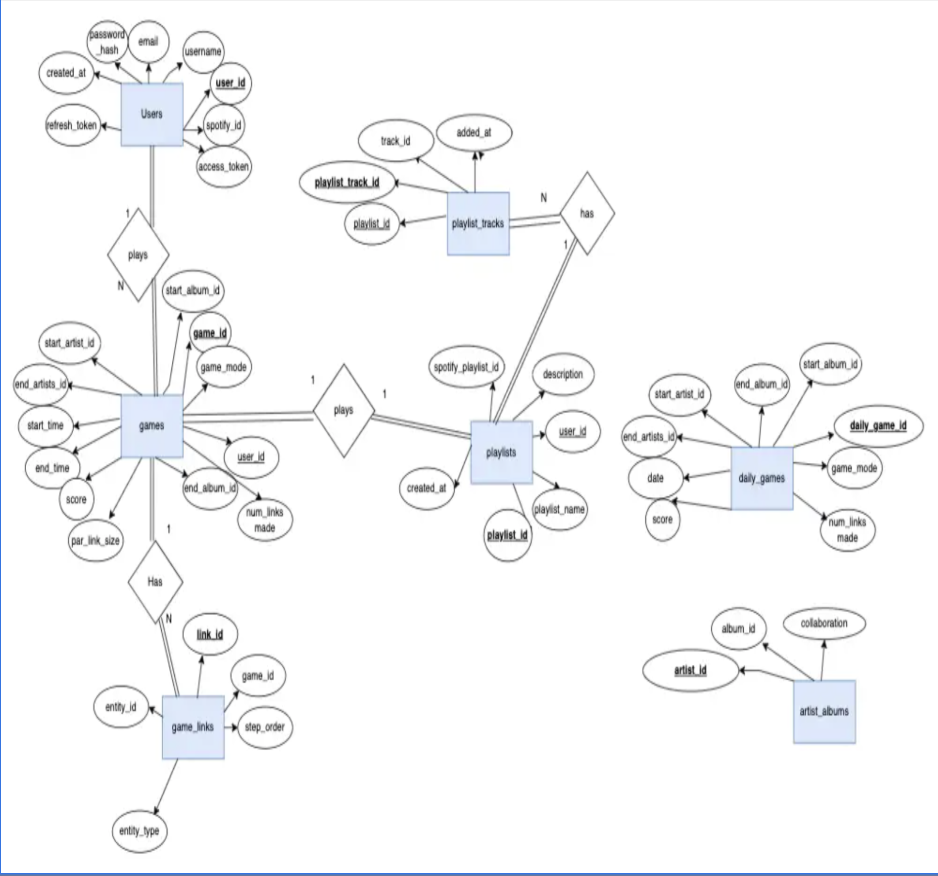 password
_hash
email
username
created_at
user_id
Users
refresh_token
spotify_id
access_token
1
plays
N
track_id
added_at
playlist_track_id
playlist_id
playlist_tracks
N
has
1
start_album_id
start_artist_id
game_id
game_mode
end_artists_id
start_time
games
end_time
user_id
score
end_album_id
num_links
made
par_link_size
1
plays
1
spotify_playlist_id
description
user_id
playlists
created_at
playlist_name
playlist_id
start_artist_id
end_album_id
start_album_id
daily_game_id
end_artists_id
game_mode
date
daily_games
score
num_links
made
1
Has
N
link_id
game_id
entity_id
game_links
step_order
entity_type
album_id
collaboration
artist_id
artist_albums